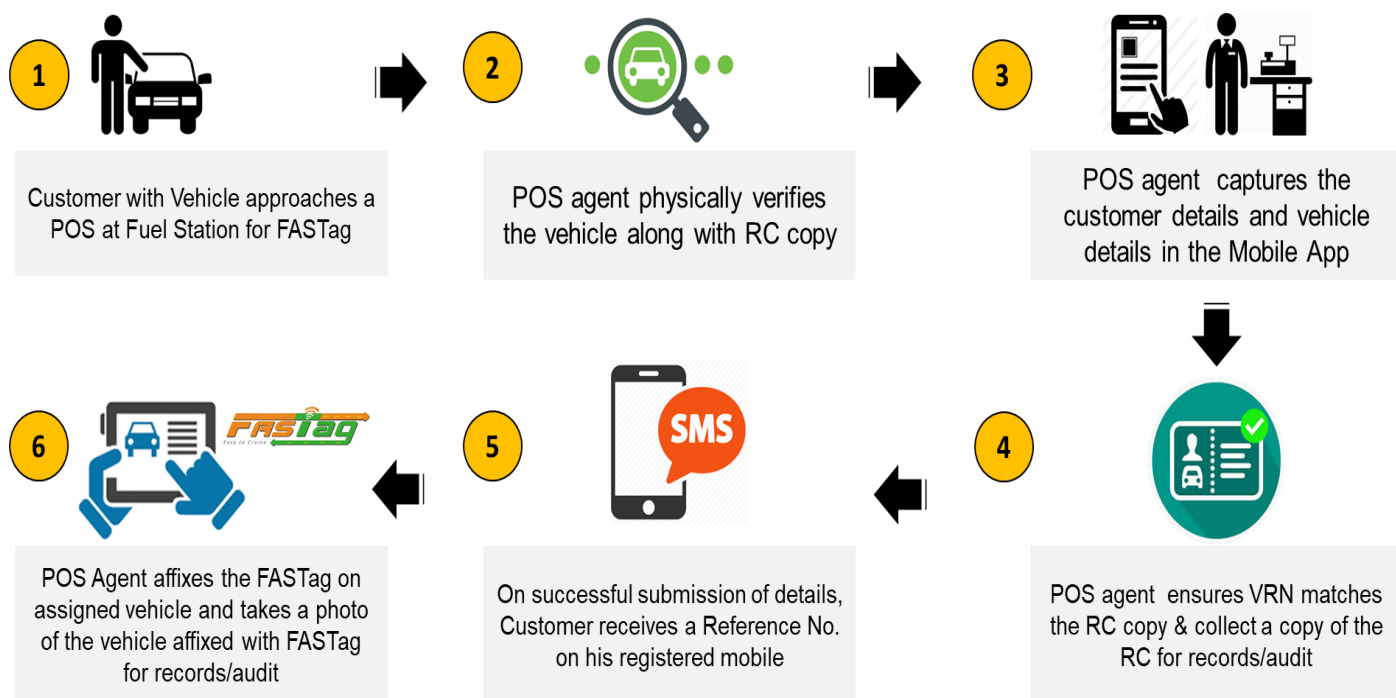 1
Customer with Vehicle approaches a
POS at Fuel Station for FASTag
2
POS agent physically verifies
the vehicle along with RC copy
3
POS agent captures the
customer details and vehicle
details in the Mobile App
4
POS agent ensures VRN matches
the RC copy & collect a copy of the
RC for records/audit
5
SMS
On successful submission of details,
Customer receives a Reference No.
on his registered mobile
6
FASTag
Easy to Cruise
POS Agent affixes the FASTag on
assigned vehicle and takes a photo
of the vehicle affixed with FASTag
for records/audit